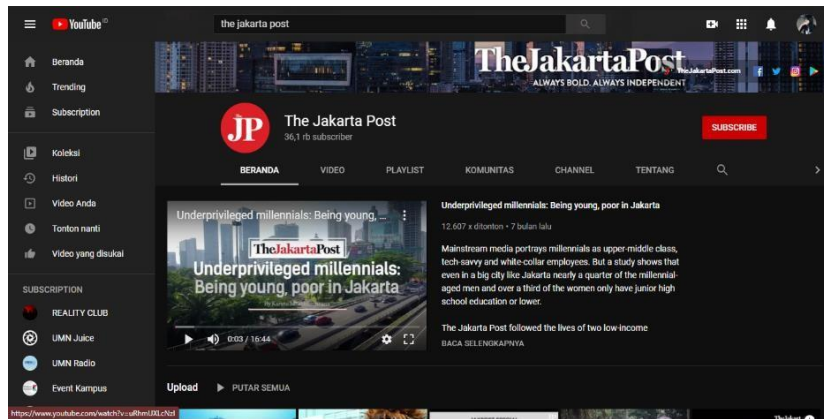 YouTube ID
the jakarta post
Beranda
Trending
Subscription
Koleksi
Histori
Video Anda
Tonton nanti
Video yang disukai
SUBSCRIPTION
REALITY CLUB
UMN Juice
UMN Radio
Event Kampus
TheJakartaPost
ALWAYS BOLD. ALWAYS INDEPENDENT
TheJakartaPost.com
JP
The Jakarta Post
36,1 rb subscriber
SUBSCRIBE
BERANDA VIDEO PLAYLIST KOMUNITAS CHANNEL TENTANG
Underprivileged millennials: Being young, ...
TheJakartaPost
Underprivileged millennials:
Being young, poor in Jakarta
0:03 / 16:44
Underprivileged millennials: Being young, poor in Jakarta
12.607 x ditonton • 7 bulan lalu
Mainstream media portrays millennials as upper-middle class,
tech-savvy and white-collar employees. But a study shows that
even in a big city like Jakarta nearly a quarter of the millennial-
aged men and over a third of the women only have junior high
school education or lower.
The Jakarta Post followed the lives of two low-income
BACA SELENGKAPNYA
Upload PUTAR SEMUA